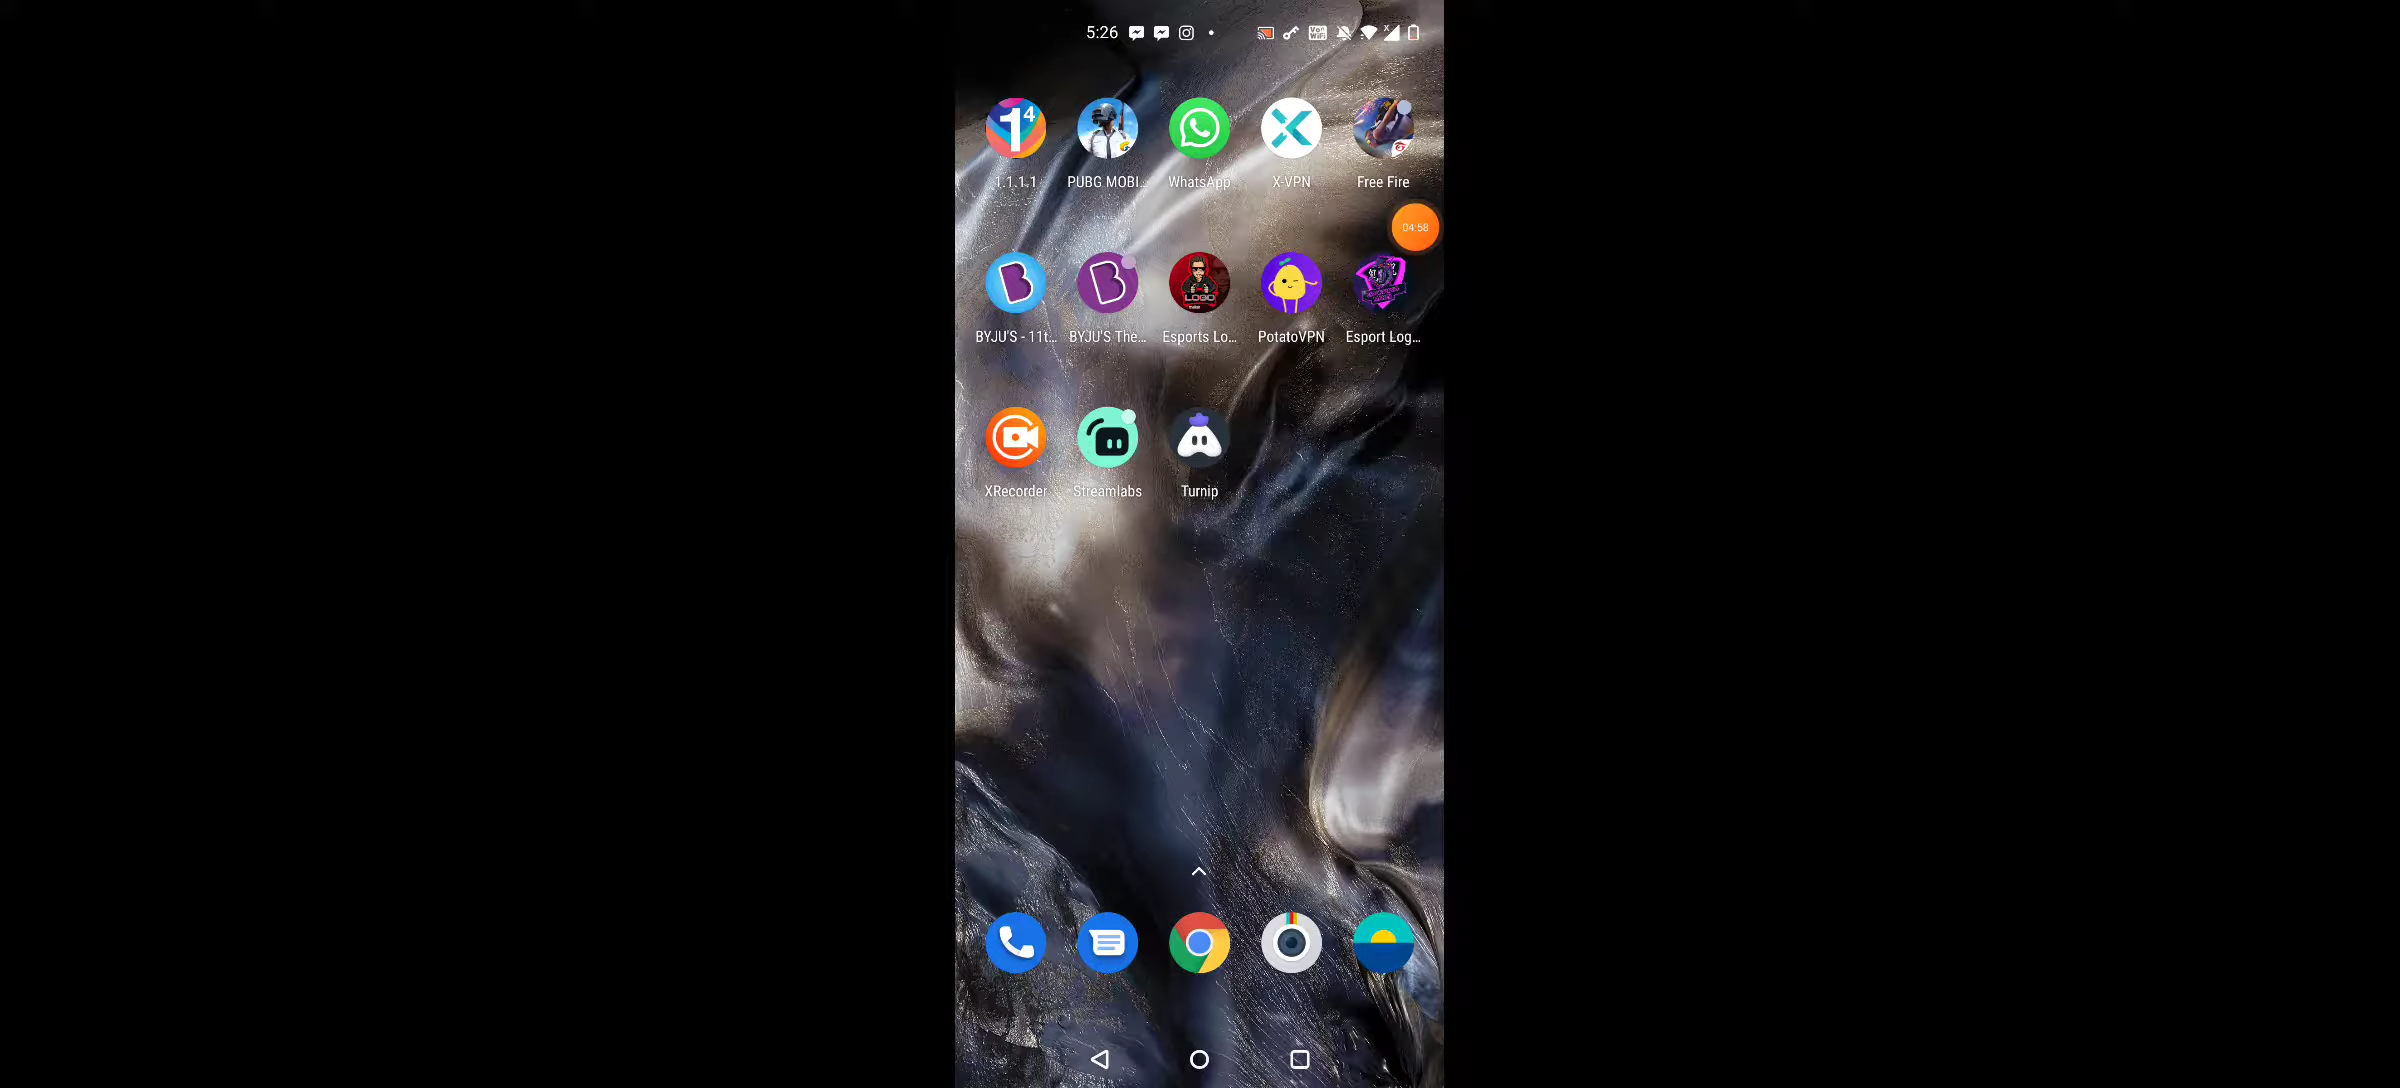 5:26
1.1.1.1 PUBG MOBI... WhatsApp X-VPN Free Fire
04:58
BYJU'S - 11t... BYJU'S The... Esports Lo... PotatoVPN Esport Log...
LOGO
XRecorder Streamlabs Turnip